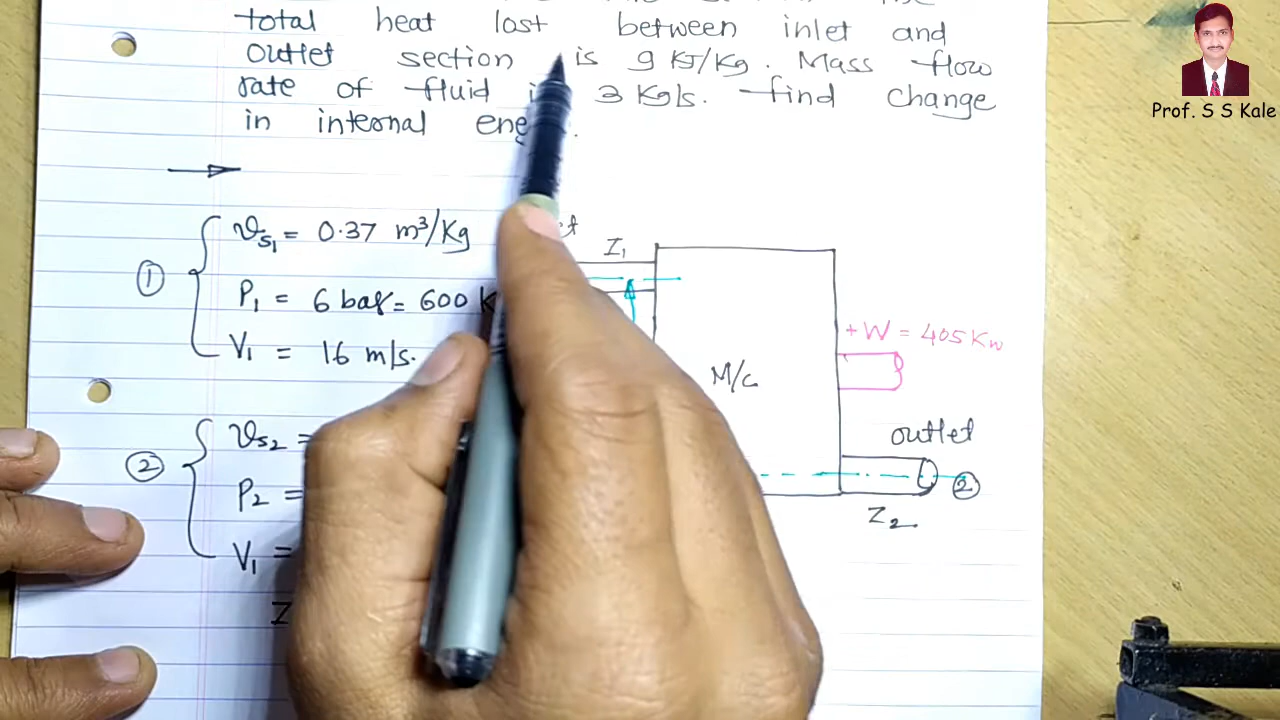 total heat lost between inlet and
outlet section is 9 KJ/Kg. Mass flow
rate of fluid 3 Kg/s. find change
in internal
Prof. S S Kale
① vs1 = 0.37 m³/Kg
P1 = 6 bar = 600
V1 = 16 m/s.
② vs2 =
P2 =
V1 =
Z1
M/c
+W = 405 Kw
outlet
②
Z2